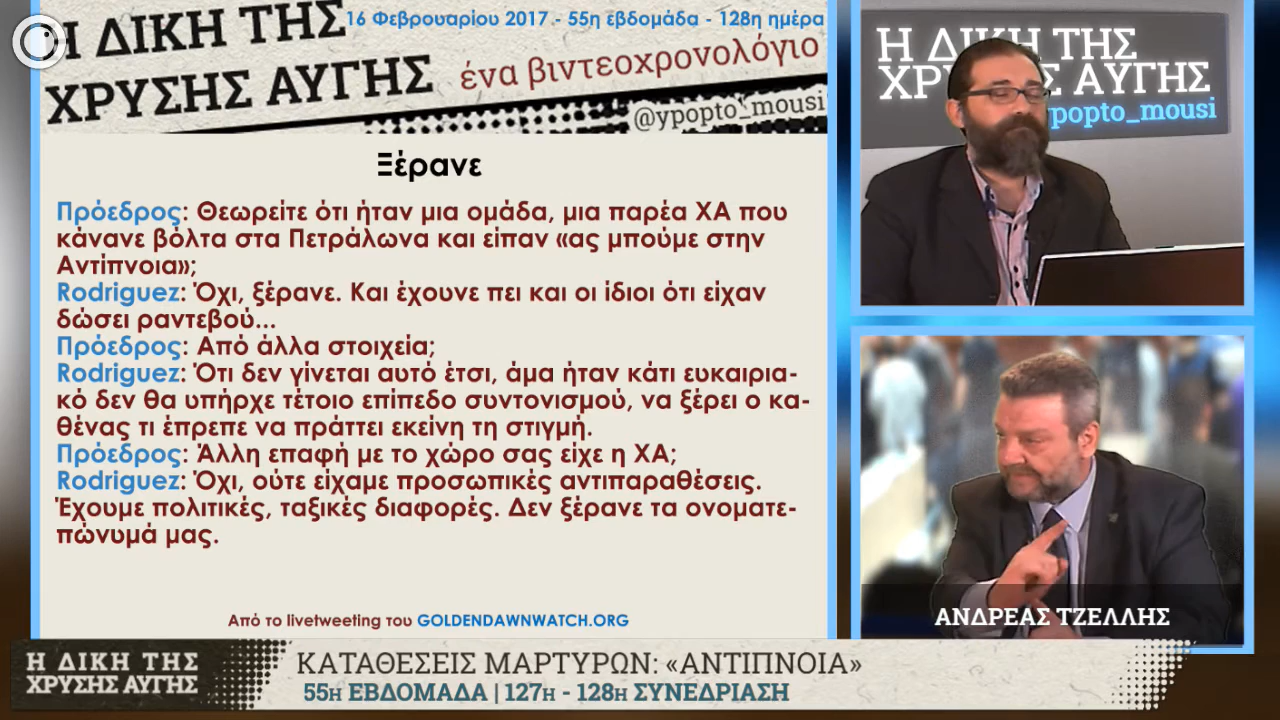 Η ΔΙΚΗ ΤΗΣ
16 Φεβρουαρίου 2017 - 55η εβδομάδα - 128η ημέρα
ΧΡΥΣΗΣ ΑΥΓΗΣ
ένα βιντεοχρονολόγιο
@ypopto_mousi
Ξέρανε
Πρόεδρος: Θεωρείτε ότι ήταν μια ομάδα, μια παρέα ΧΑ που
κάνανε βόλτα στα Πετράλωνα και είπαν «ας μπούμε στην
Αντίπνοια»;
Rodriguez: Όχι, ξέρανε. Και έχουνε πει και οι ίδιοι ότι είχαν
δώσει ραντεβού...
Πρόεδρος: Από άλλα στοιχεία;
Rodriguez: Ότι δεν γίνεται αυτό έτσι, άμα ήταν κάτι ευκαιρια-
κό δεν θα υπήρχε τέτοιο επίπεδο συντονισμού, να ξέρει ο κα-
θένας τι έπρεπε να πράττει εκείνη τη στιγμή.
Πρόεδρος: Άλλη επαφή με το χώρο σας είχε η ΧΑ;
Rodriguez: Όχι, ούτε είχαμε προσωπικές αντιπαραθέσεις.
Έχουμε πολιτικές, ταξικές διαφορές. Δεν ξέρανε τα ονοματε-
πώνυμά μας.
Από το livetweeting του GOLDENDAWNWATCH.ORG
Η ΔΙΚΗ ΤΗΣ
ΧΡΥΣΗΣ ΑΥΓΗΣ
ypopto_mousi
ΑΝΔΡΕΑΣ ΤΖΕΛΛΗΣ
Η ΔΙΚΗ ΤΗΣ
ΧΡΥΣΗΣ ΑΥΓΗΣ
ΚΑΤΑΘΕΣΕΙΣ ΜΑΡΤΥΡΩΝ: «ΑΝΤΙΠΝΟΙΑ»
55η ΕΒΔΟΜΑΔΑ | 127η - 128η ΣΥΝΕΔΡΙΑΣΗ